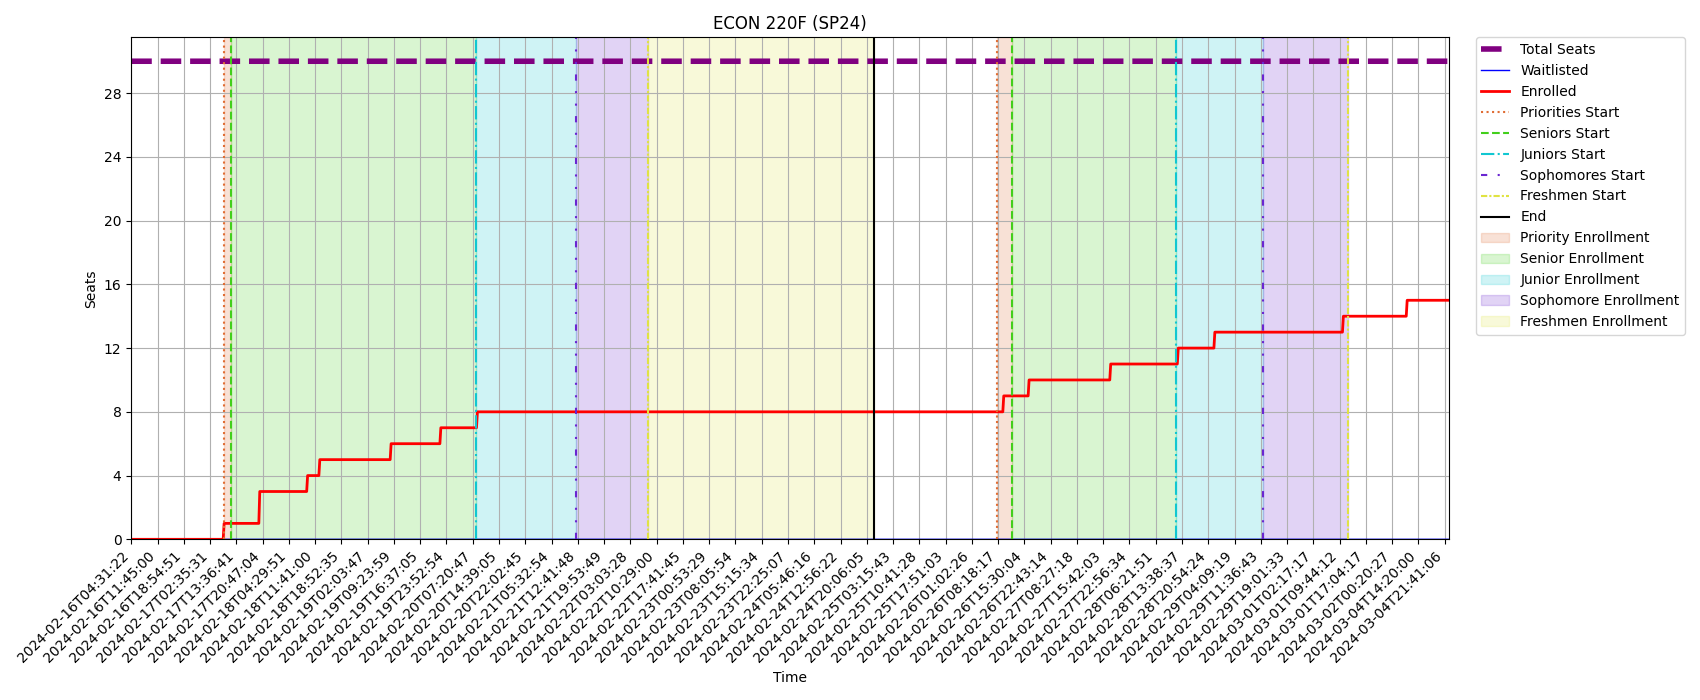 ECON 220F (SP24)
Seats
28
24
20
16
12
8
4
0
2024-02-16T04:31:22
2024-02-16T11:45:00
2024-02-16T18:54:51
2024-02-17T02:35:31
2024-02-17T13:36:41
2024-02-17T20:47:04
2024-02-18T04:29:51
2024-02-18T11:41:00
2024-02-18T18:52:35
2024-02-19T02:03:47
2024-02-19T09:23:59
2024-02-19T16:37:05
2024-02-19T23:52:54
2024-02-20T07:20:47
2024-02-20T14:39:05
2024-02-20T22:02:45
2024-02-21T05:32:54
2024-02-21T12:41:48
2024-02-21T19:53:49
2024-02-22T03:03:28
2024-02-22T10:29:00
2024-02-22T17:41:45
2024-02-23T00:53:29
2024-02-23T08:05:54
2024-02-23T15:15:34
2024-02-23T22:25:07
2024-02-24T05:46:16
2024-02-24T12:56:22
2024-02-24T20:06:05
2024-02-25T03:15:43
2024-02-25T10:41:28
2024-02-25T17:51:03
2024-02-26T01:02:26
2024-02-26T08:18:17
2024-02-26T15:30:04
2024-02-26T22:43:14
2024-02-27T08:27:18
2024-02-27T15:42:03
2024-02-27T22:56:34
2024-02-28T06:21:51
2024-02-28T13:38:37
2024-02-28T20:54:24
2024-02-29T04:09:19
2024-02-29T11:36:43
2024-02-29T19:01:33
2024-03-01T02:17:17
2024-03-01T09:44:12
2024-03-01T17:04:17
2024-03-02T00:20:27
2024-03-04T14:20:00
2024-03-04T21:41:06
Time
Total Seats
Waitlisted
Enrolled
Priorities Start
Seniors Start
Juniors Start
Sophomores Start
Freshmen Start
End
Priority Enrollment
Senior Enrollment
Junior Enrollment
Sophomore Enrollment
Freshmen Enrollment